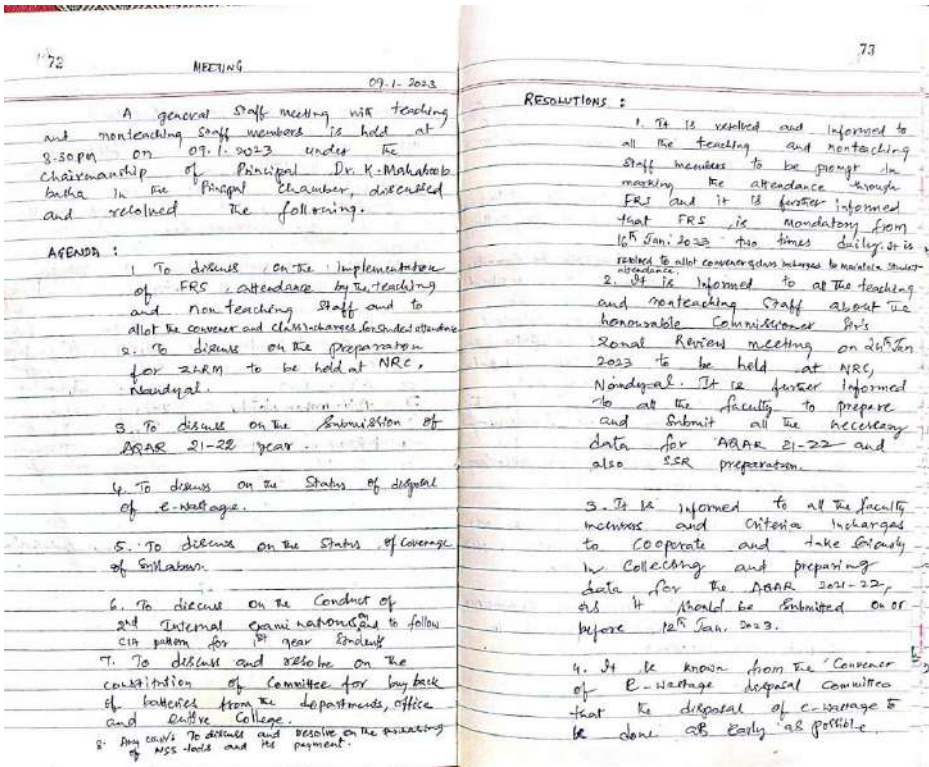 72
MEETING
09-1-2023
A general staff meeting with teaching
and nonteaching staff members is held at
3.30pm on 09.1.2023 under the
chairmanship of Principal Dr. K. Mahaboob
basha in the Principal chamber, discussed
and resolved the following.
AGENDA :
1 To discuss on the Implementation
of FRS attendance by the teaching
and non teaching staff and to
allot the convener and class incharges for student attendance
2. To discuss on the preparation
for ZLRM to be held at NRC,
Nandyal.
3. To discuss on the submission of
AQAR 21-22 year.
4. To discuss on the Status of disposal
of e-wastage.
5. To discuss on the Status of Coverage
of Syllabus.
6. To discuss on the Conduct of
2nd Internal examinations and to follow
CIA pattern for 1st year Students
7. To discuss and resolve on the
constitution of Committee for buy back
of batteries from the departments, office
and entire College.
8. Any other's To discuss and resolve on the purchasing
of NSS tools and its payment.
73
RESOLUTIONS :
1. It is resolved and informed to
all the teaching and nonteaching
staff members to be prompt in
marking the attendance through
FRS and it is further informed
that FRS is mandatory from
16th Jan. 2023 two times daily. It is
resolved to allot convener & class incharges to maintain student
attendance.
2. It is informed to all the teaching
and nonteaching staff about the
honourable Commissioner Sir's
Zonal Review meeting on 24th Jan
2023 to be held at NRC,
Nandyal. It is further informed
to all the faculty to prepare
and submit all the necessary
data for AQAR 21-22 and
also SSR preparation.
3. It is informed to all the faculty
members and Criteria Incharges
to Cooperate and take seriously
in Collecting and preparing
data for the AQAR 2021-22,
as it should be submitted on or
before 12th Jan. 2023.
4. It is known from the Convener
of E-wastage disposal Committee
that the disposal of e-wastage to
be done as early as possible.